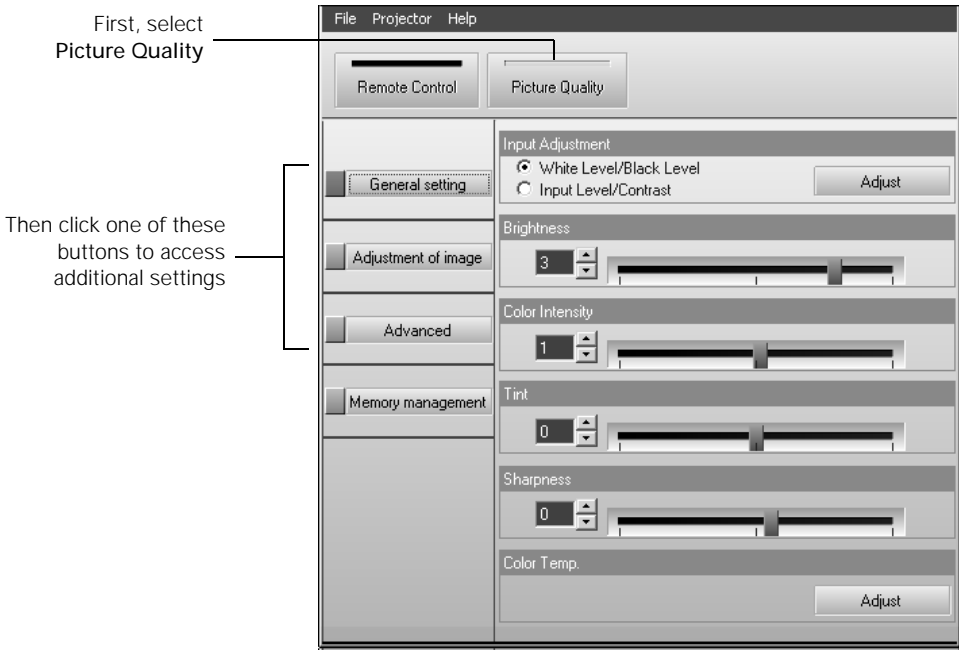 First, select
Picture Quality
File Projector Help
Remote Control
Picture Quality
Then click one of these
buttons to access
additional settings
General setting
Adjustment of image
Advanced
Memory management
Input Adjustment
White Level/Black Level
Input Level/Contrast
Adjust
Brightness
3
Color Intensity
1
Tint
0
Sharpness
0
Color Temp.
Adjust